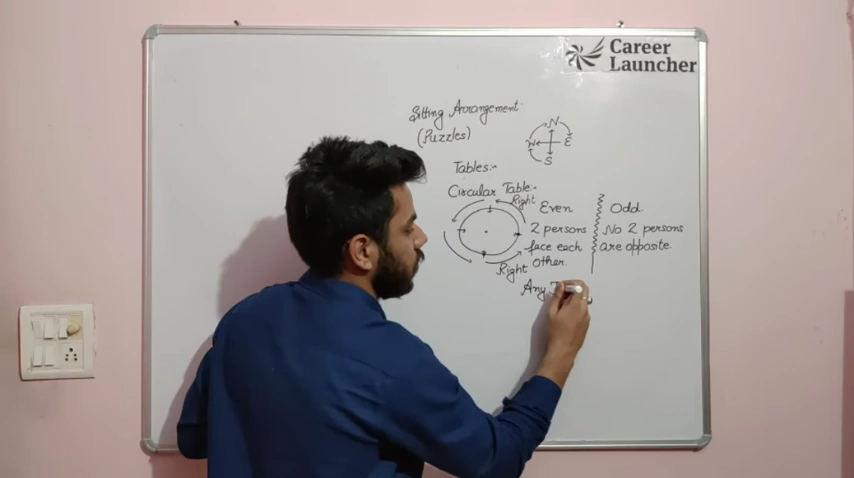 Career
Launcher
Sitting Arrangement:
(Puzzles)
N
W E
S
Tables:-
Circular Table:-
Right
Even
2 persons
face each
other.
Right
Odd
No 2 persons
are opposite.
Any